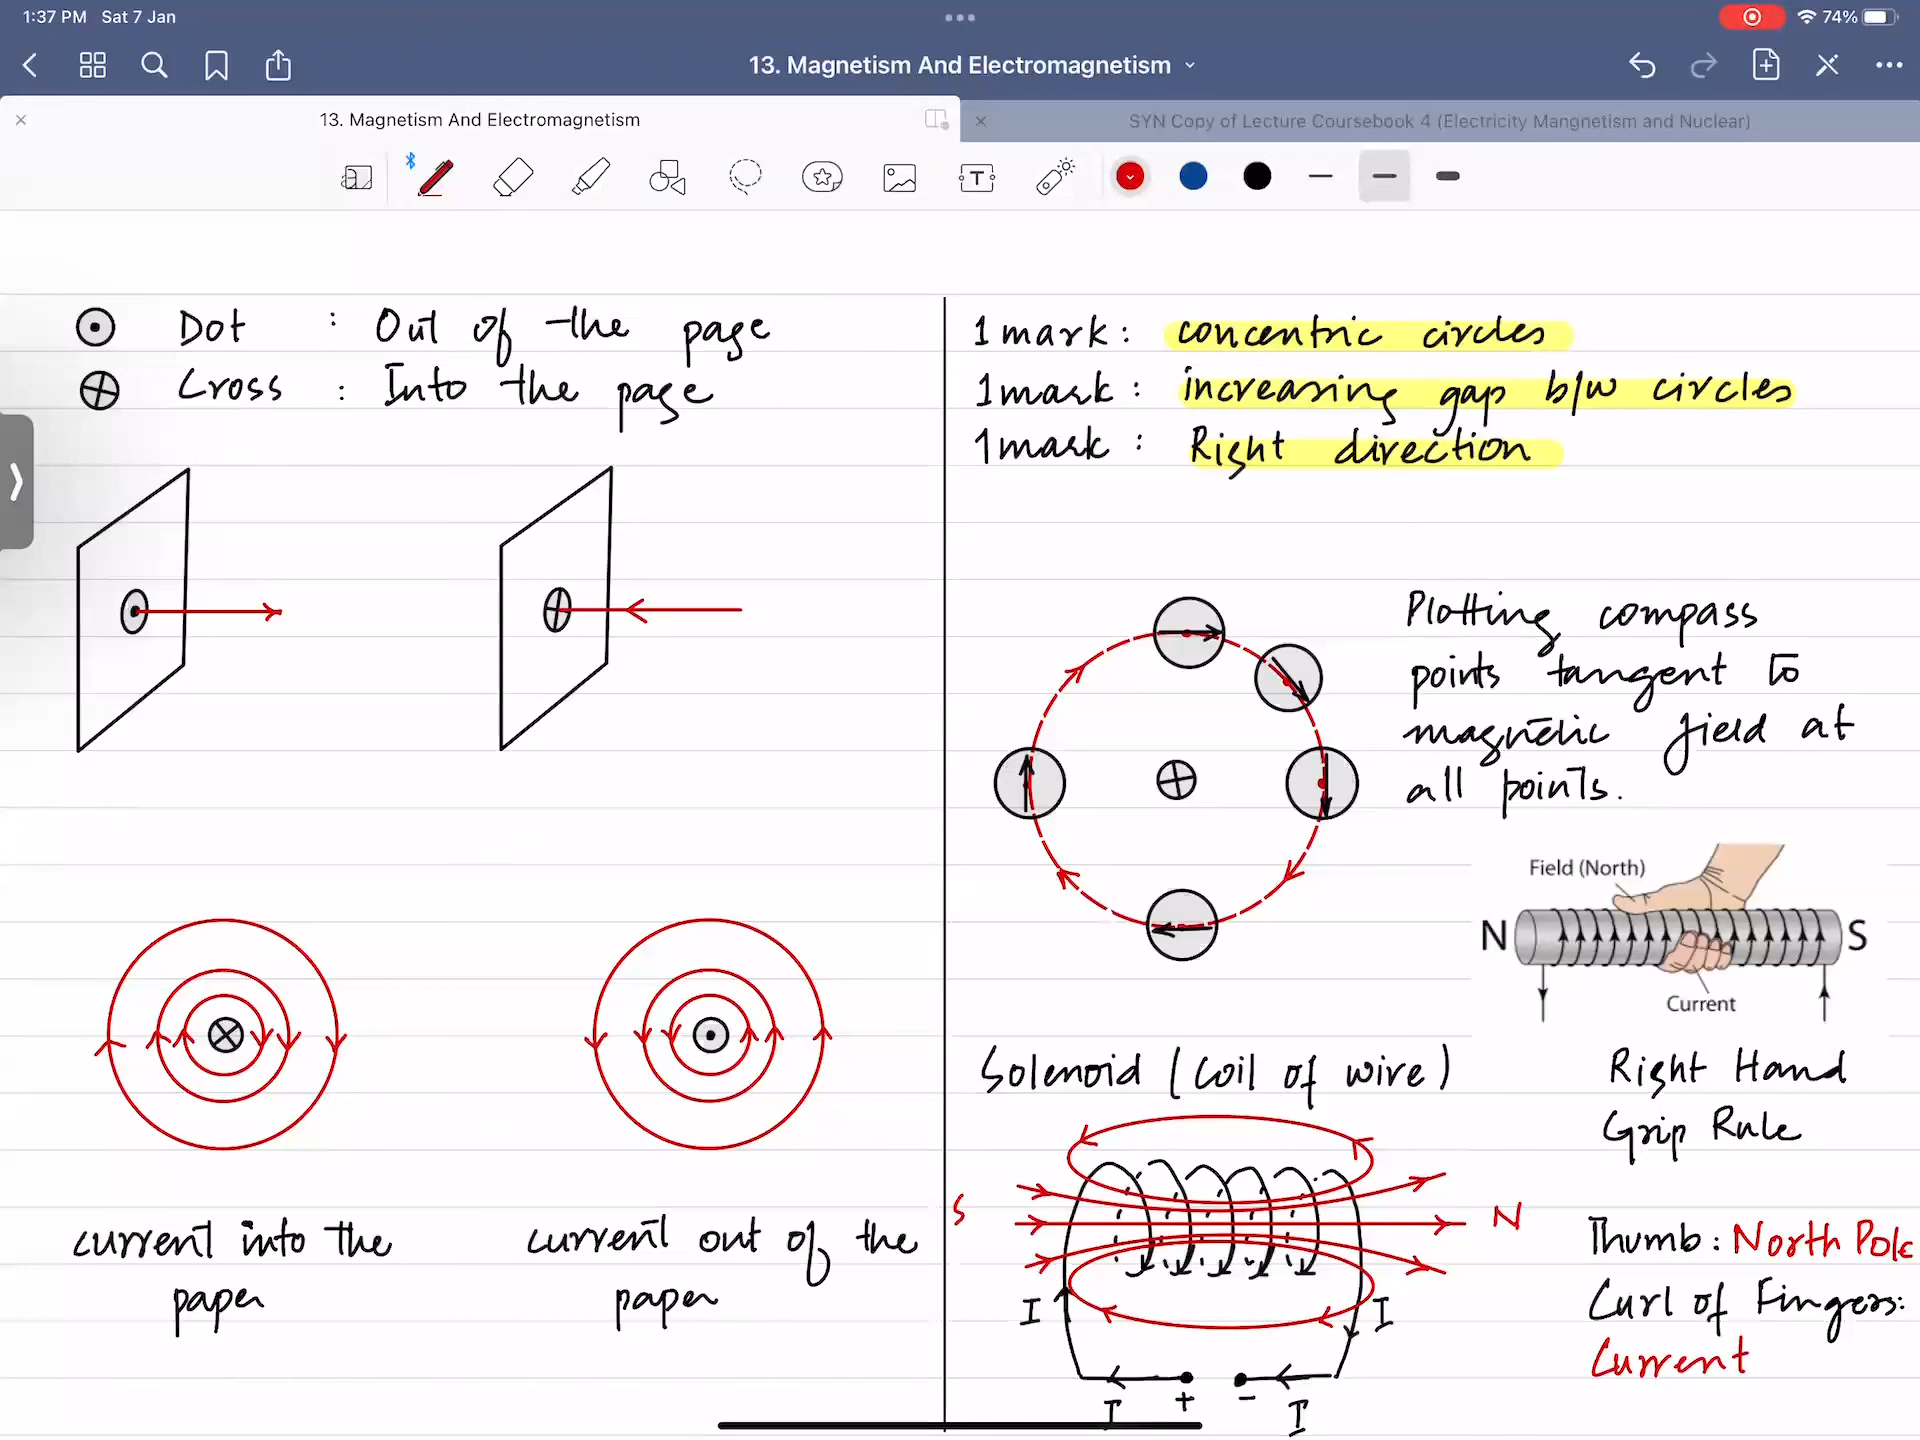 1:37 PM Sat 7 Jan
74%
13. Magnetism And Electromagnetism
13. Magnetism And Electromagnetism
SYN Copy of Lecture Coursebook 4 (Electricity Mangnetism and Nuclear)
Dot : Out of the page
Cross : Into the page
current into the
paper
current out of the
paper
1 mark : concentric circles
1 mark : increasing gap b/w circles
1 mark : Right direction
Plotting compass
points tangent to
magnetic field at
all points.
Field (North)
N S
Current
Solenoid (coil of wire)
Right Hand
Grip Rule
S N
I I
I + - I
Thumb : North Pole
Curl of Fingers:
Current